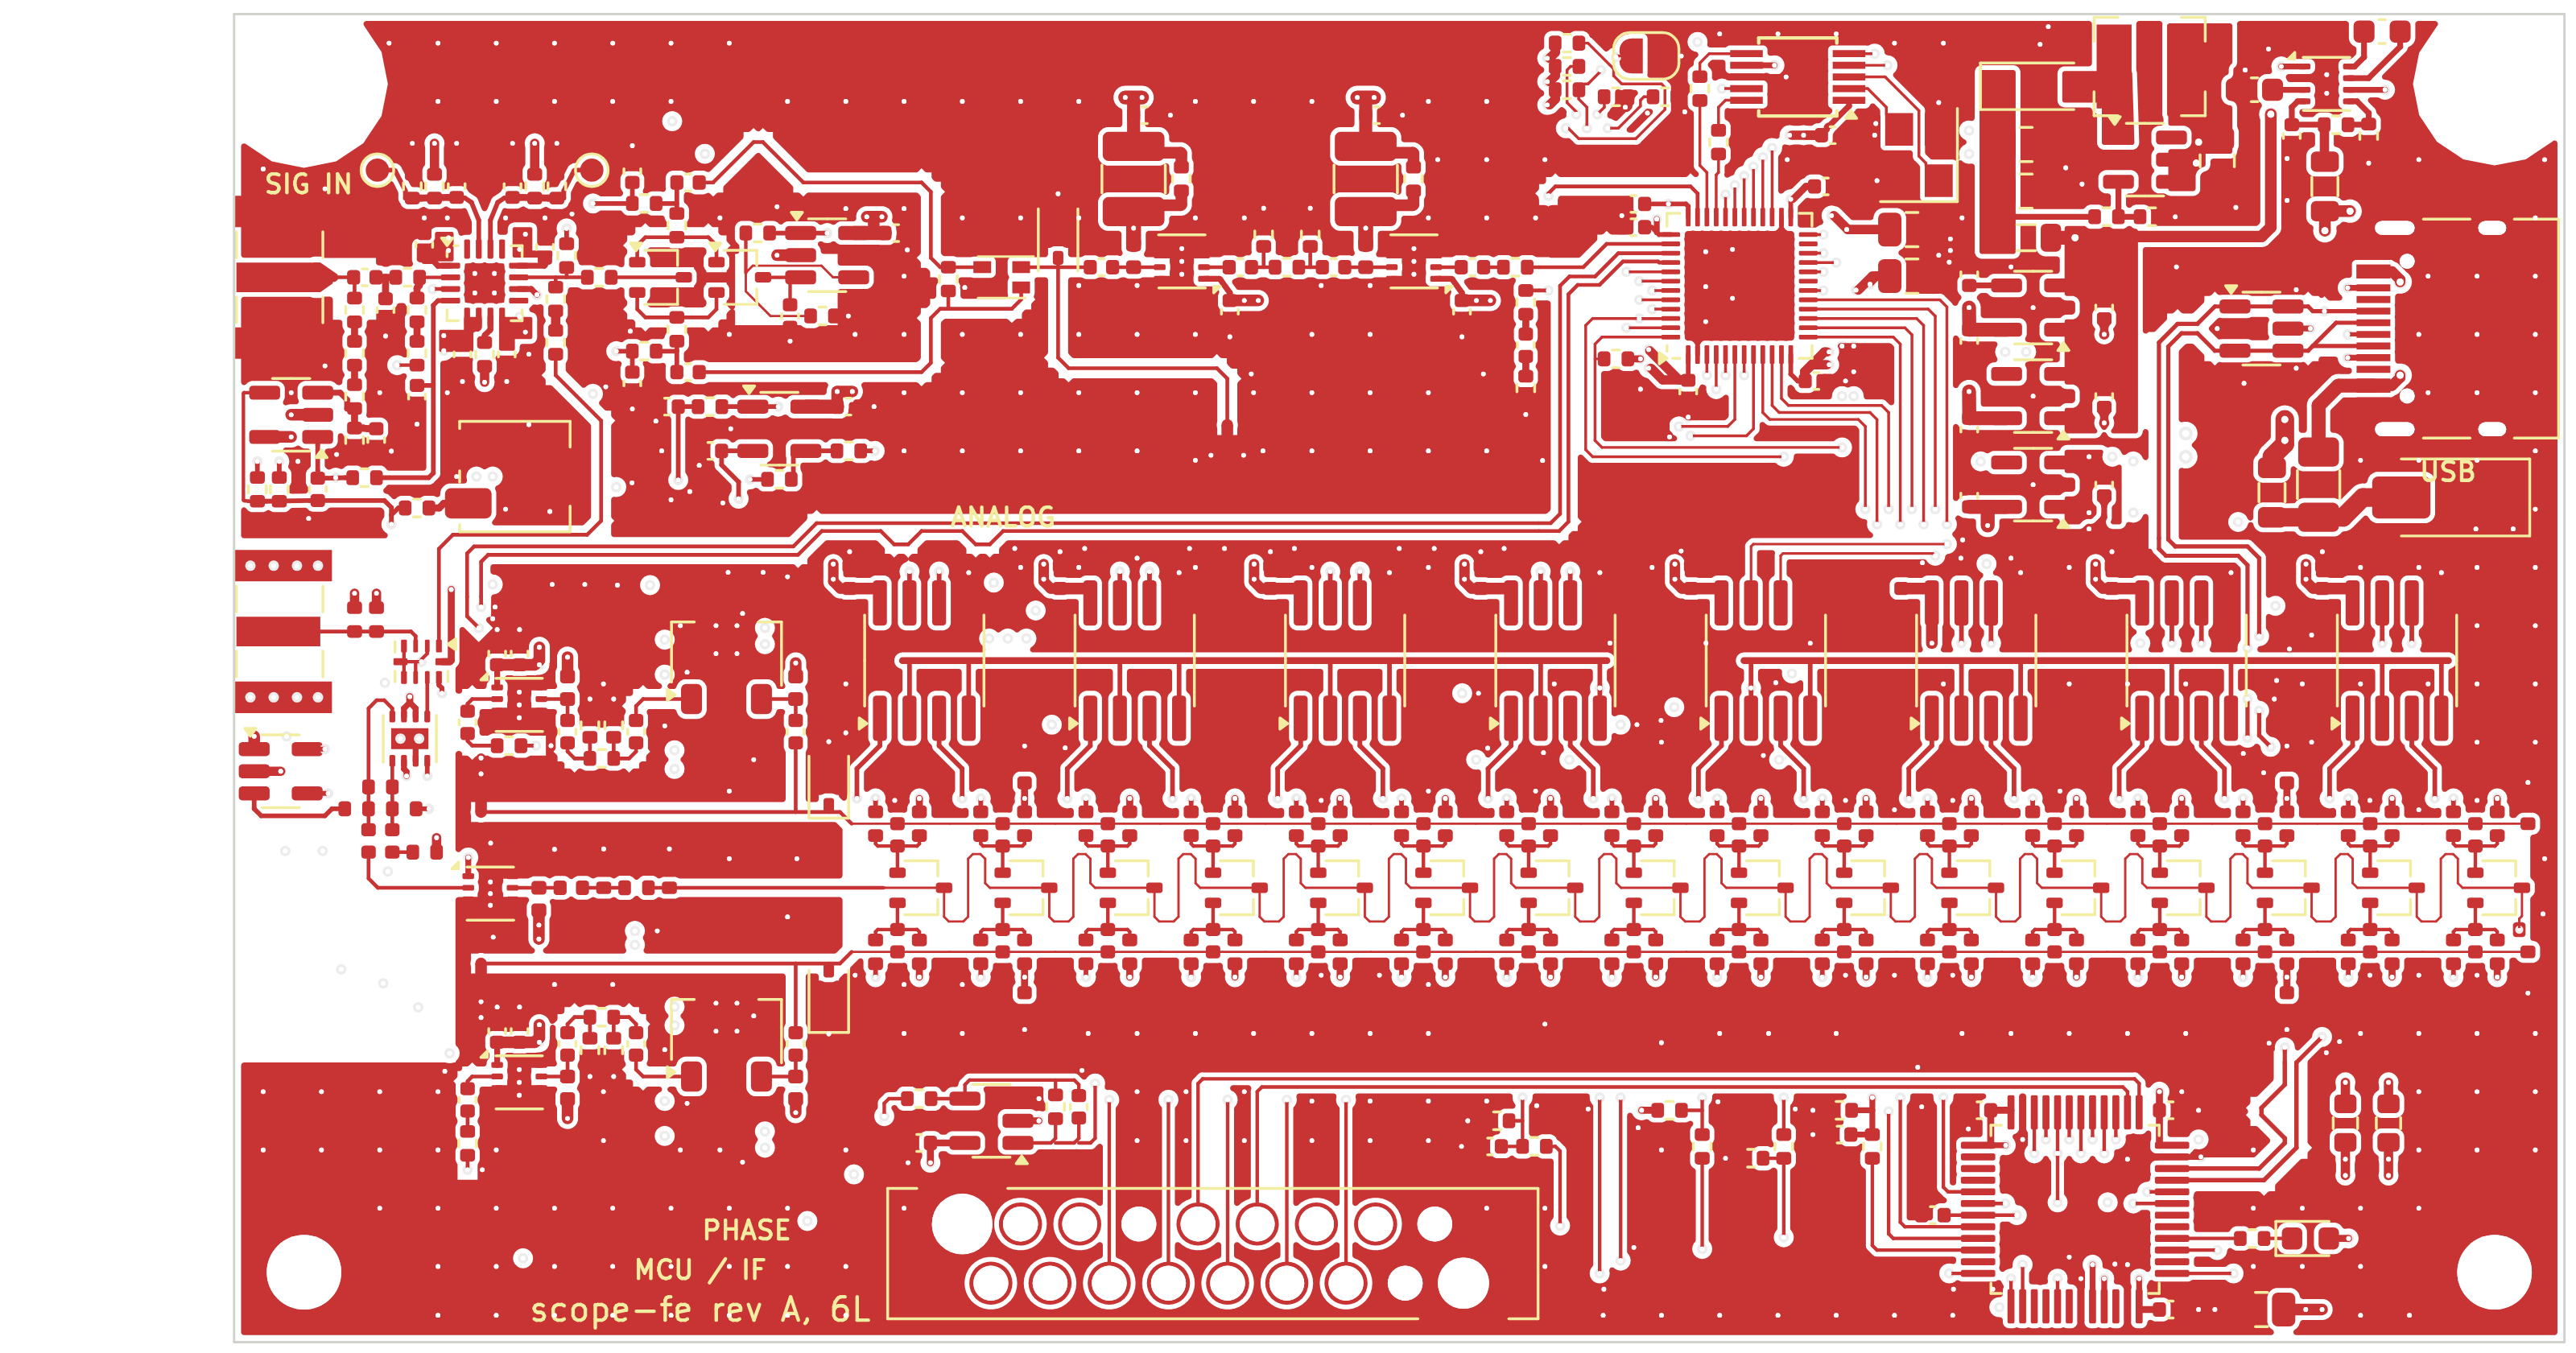 SIG IN
USB
ANALOG
PHASE
MCU / IF
scope-fe rev A, 6L